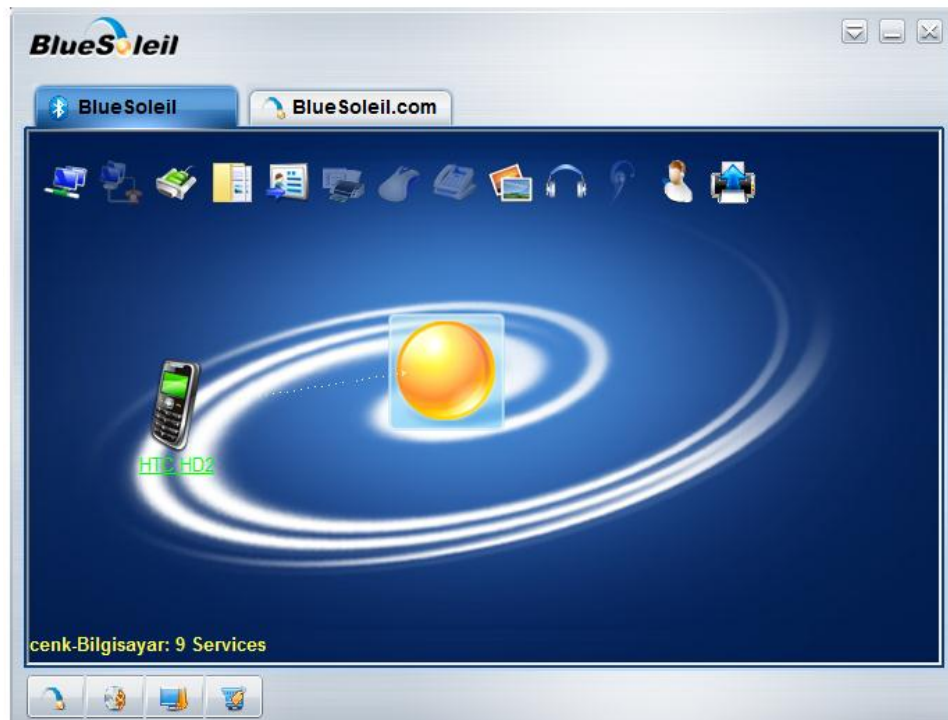 BlueSoleil
BlueSoleil
BlueSoleil.com
HTC HD2
cenk-Bilgisayar: 9 Services